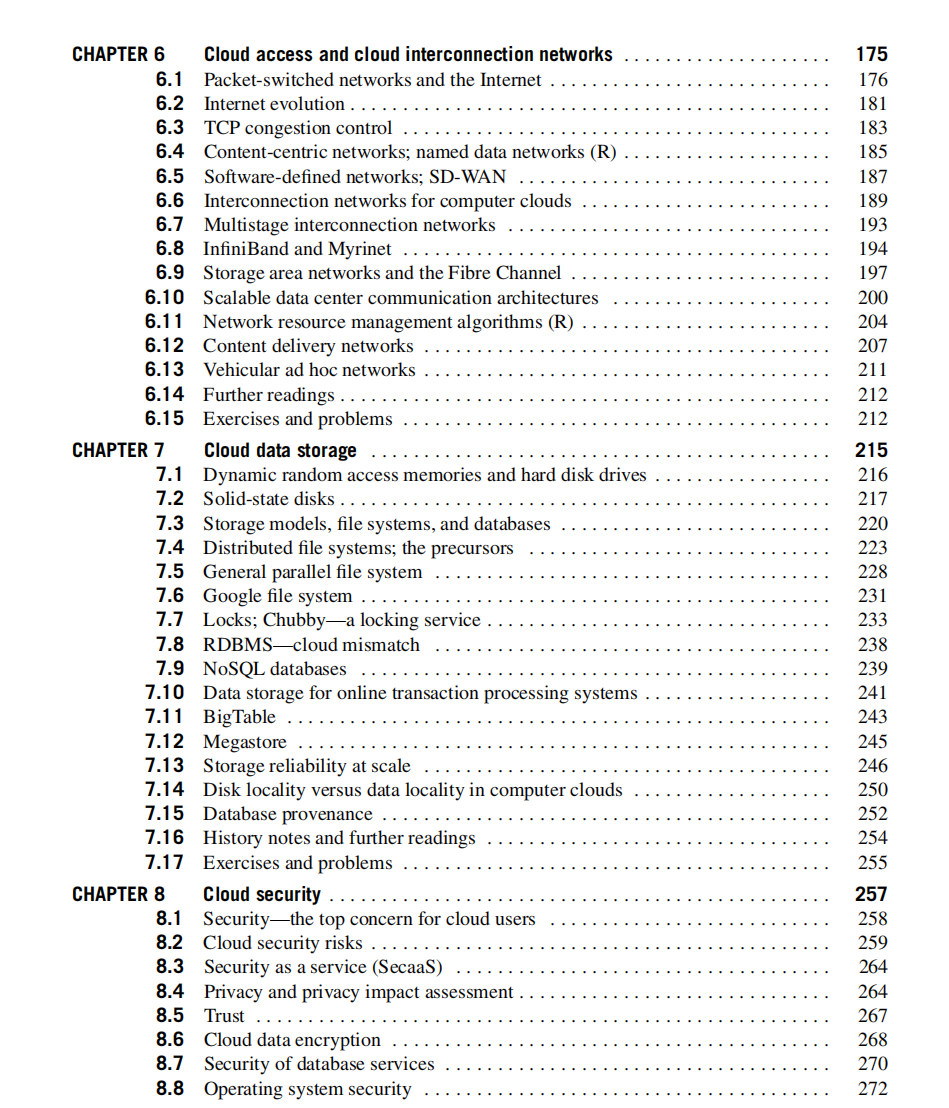 CHAPTER 6 Cloud access and cloud interconnection networks . . . . . . . . . . . . . . . . . . . . 175
6.1 Packet-switched networks and the Internet . . . . . . . . . . . . . . . . . . . . . . . . . . . 176
6.2 Internet evolution . . . . . . . . . . . . . . . . . . . . . . . . . . . . . . . . . . . . . . . . . . . . . . 181
6.3 TCP congestion control . . . . . . . . . . . . . . . . . . . . . . . . . . . . . . . . . . . . . . . . . 183
6.4 Content-centric networks; named data networks (R) . . . . . . . . . . . . . . . . . . . . 185
6.5 Software-defined networks; SD-WAN . . . . . . . . . . . . . . . . . . . . . . . . . . . . . . 187
6.6 Interconnection networks for computer clouds . . . . . . . . . . . . . . . . . . . . . . . . 189
6.7 Multistage interconnection networks . . . . . . . . . . . . . . . . . . . . . . . . . . . . . . . 193
6.8 InfiniBand and Myrinet . . . . . . . . . . . . . . . . . . . . . . . . . . . . . . . . . . . . . . . . . 194
6.9 Storage area networks and the Fibre Channel . . . . . . . . . . . . . . . . . . . . . . . . . 197
6.10 Scalable data center communication architectures . . . . . . . . . . . . . . . . . . . . . 200
6.11 Network resource management algorithms (R) . . . . . . . . . . . . . . . . . . . . . . . . 204
6.12 Content delivery networks . . . . . . . . . . . . . . . . . . . . . . . . . . . . . . . . . . . . . . . 207
6.13 Vehicular ad hoc networks . . . . . . . . . . . . . . . . . . . . . . . . . . . . . . . . . . . . . . . 211
6.14 Further readings . . . . . . . . . . . . . . . . . . . . . . . . . . . . . . . . . . . . . . . . . . . . . . . 212
6.15 Exercises and problems . . . . . . . . . . . . . . . . . . . . . . . . . . . . . . . . . . . . . . . . . 212
CHAPTER 7 Cloud data storage . . . . . . . . . . . . . . . . . . . . . . . . . . . . . . . . . . . . . . . . . . . . 215
7.1 Dynamic random access memories and hard disk drives . . . . . . . . . . . . . . . . . 216
7.2 Solid-state disks . . . . . . . . . . . . . . . . . . . . . . . . . . . . . . . . . . . . . . . . . . . . . . . 217
7.3 Storage models, file systems, and databases . . . . . . . . . . . . . . . . . . . . . . . . . . 220
7.4 Distributed file systems; the precursors . . . . . . . . . . . . . . . . . . . . . . . . . . . . . 223
7.5 General parallel file system . . . . . . . . . . . . . . . . . . . . . . . . . . . . . . . . . . . . . . 228
7.6 Google file system . . . . . . . . . . . . . . . . . . . . . . . . . . . . . . . . . . . . . . . . . . . . . 231
7.7 Locks; Chubby—a locking service . . . . . . . . . . . . . . . . . . . . . . . . . . . . . . . . . 233
7.8 RDBMS—cloud mismatch . . . . . . . . . . . . . . . . . . . . . . . . . . . . . . . . . . . . . . 238
7.9 NoSQL databases . . . . . . . . . . . . . . . . . . . . . . . . . . . . . . . . . . . . . . . . . . . . . 239
7.10 Data storage for online transaction processing systems . . . . . . . . . . . . . . . . . . 241
7.11 BigTable . . . . . . . . . . . . . . . . . . . . . . . . . . . . . . . . . . . . . . . . . . . . . . . . . . . . 243
7.12 Megastore . . . . . . . . . . . . . . . . . . . . . . . . . . . . . . . . . . . . . . . . . . . . . . . . . . . 245
7.13 Storage reliability at scale . . . . . . . . . . . . . . . . . . . . . . . . . . . . . . . . . . . . . . . 246
7.14 Disk locality versus data locality in computer clouds . . . . . . . . . . . . . . . . . . . 250
7.15 Database provenance . . . . . . . . . . . . . . . . . . . . . . . . . . . . . . . . . . . . . . . . . . . 252
7.16 History notes and further readings . . . . . . . . . . . . . . . . . . . . . . . . . . . . . . . . . 254
7.17 Exercises and problems . . . . . . . . . . . . . . . . . . . . . . . . . . . . . . . . . . . . . . . . . 255
CHAPTER 8 Cloud security . . . . . . . . . . . . . . . . . . . . . . . . . . . . . . . . . . . . . . . . . . . . . . . . 257
8.1 Security—the top concern for cloud users . . . . . . . . . . . . . . . . . . . . . . . . . . . 258
8.2 Cloud security risks . . . . . . . . . . . . . . . . . . . . . . . . . . . . . . . . . . . . . . . . . . . . 259
8.3 Security as a service (SecaaS) . . . . . . . . . . . . . . . . . . . . . . . . . . . . . . . . . . . . 264
8.4 Privacy and privacy impact assessment . . . . . . . . . . . . . . . . . . . . . . . . . . . . . . 264
8.5 Trust . . . . . . . . . . . . . . . . . . . . . . . . . . . . . . . . . . . . . . . . . . . . . . . . . . . . . . . 267
8.6 Cloud data encryption . . . . . . . . . . . . . . . . . . . . . . . . . . . . . . . . . . . . . . . . . . 268
8.7 Security of database services . . . . . . . . . . . . . . . . . . . . . . . . . . . . . . . . . . . . . 270
8.8 Operating system security . . . . . . . . . . . . . . . . . . . . . . . . . . . . . . . . . . . . . . . 272